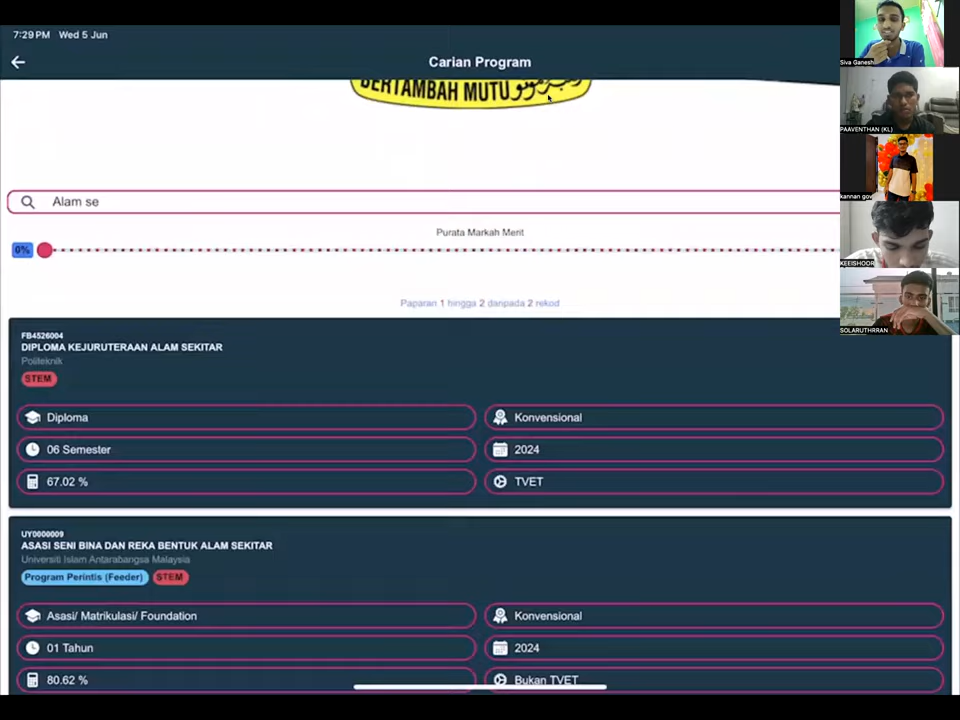 7:29 PM Wed 5 Jun
Carian Program
BERTAMBAH MUTU
Alam se
Purata Markah Merit
0%
Paparan 1 hingga 2 daripada 2 rekod
FB4526004
DIPLOMA KEJURUTERAAN ALAM SEKITAR
Politeknik
STEM
Diploma
Konvensional
06 Semester
2024
67.02 %
TVET
UY0000009
ASASI SENI BINA DAN REKA BENTUK ALAM SEKITAR
Universiti Islam Antarabangsa Malaysia
Program Perintis (Feeder) STEM
Asasi/ Matrikulasi/ Foundation
Konvensional
01 Tahun
2024
80.62 %
Bukan TVET
Siva Ganesh
PAAVENTHAN (KL)
kannan gov
KEEISHOOR
SOLARUTHRRAN